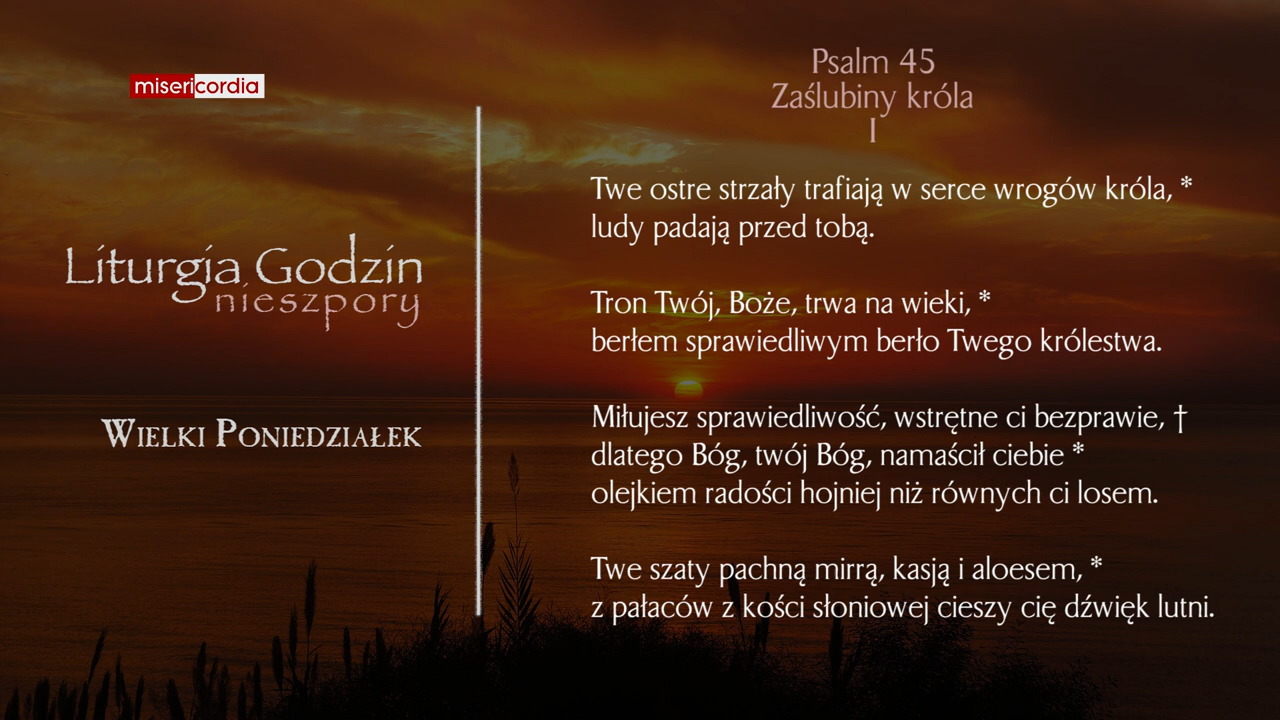 misericordia
Liturgia Godzin
nieszpory
Wielki Poniedziałek
Psalm 45
Zaślubiny króla
I
Twe ostre strzały trafiają w serce wrogów króla, *
ludy padają przed tobą.
Tron Twój, Boże, trwa na wieki, *
berłem sprawiedliwym berło Twego królestwa.
Miłujesz sprawiedliwość, wstrętne ci bezprawie, †
dlatego Bóg, twój Bóg, namaścił ciebie *
olejkiem radości hojniej niż równych ci losem.
Twe szaty pachną mirrą, kasją i aloesem, *
z pałaców z kości słoniowej cieszy cię dźwięk lutni.